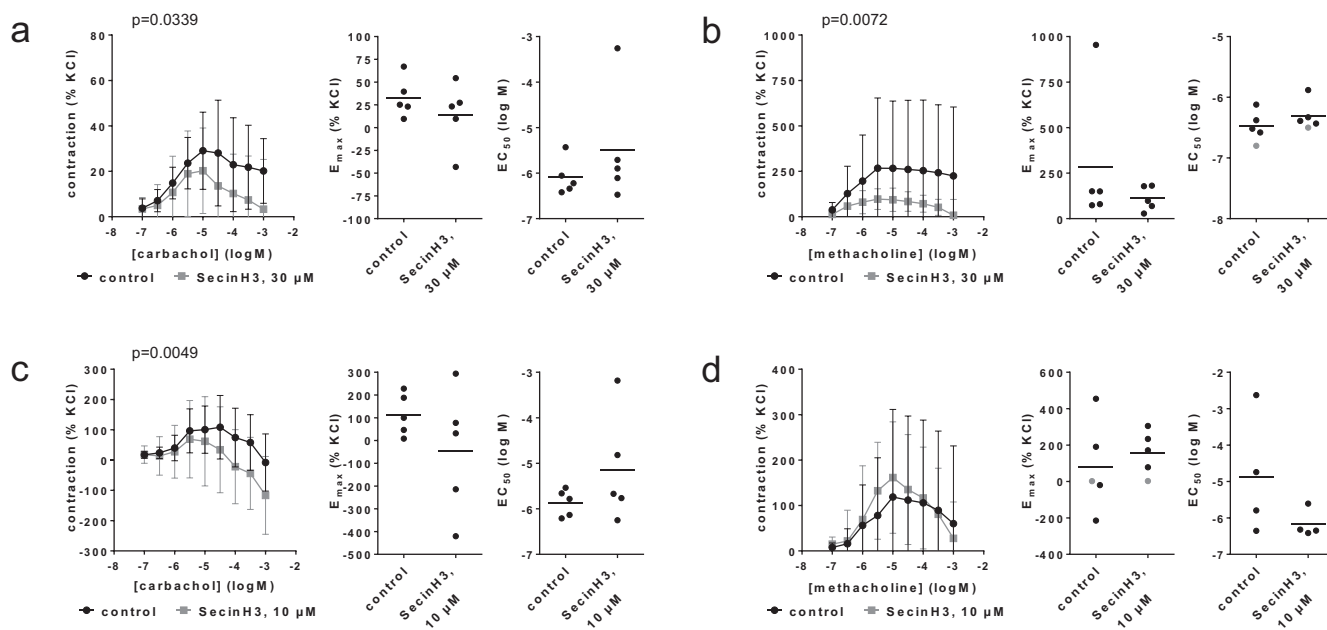 a
p=0.0339
contraction (% KCl)
80
60
40
20
0
-8 -7 -6 -5 -4 -3 -2
[carbachol] (logM)
control SecinH3, 30 µM
Emax (% KCl)
100
75
50
25
0
-25
-50
-75
-100
control
SecinH3,
30 µM
EC50 (log M)
-3
-4
-5
-6
-7
control
SecinH3,
30 µM
b
p=0.0072
contraction (% KCl)
1000
750
500
250
0
-8 -7 -6 -5 -4 -3 -2
[methacholine] (logM)
control SecinH3, 30 µM
Emax (% KCl)
1000
750
500
250
0
control
SecinH3,
30 µM
EC50 (log M)
-5
-6
-7
-8
control
SecinH3,
30 µM
c
p=0.0049
contraction (% KCl)
300
200
100
0
-100
-200
-300
-8 -7 -6 -5 -4 -3 -2
[carbachol] (logM)
control SecinH3, 10 µM
Emax (% KCl)
300
200
100
0
-100
-200
-300
-400
-500
control
SecinH3,
10 µM
EC50 (log M)
-3
-4
-5
-6
-7
control
SecinH3,
10 µM
d
contraction (% KCl)
400
300
200
100
0
-8 -7 -6 -5 -4 -3 -2
[methacholine] (logM)
control SecinH3, 10 µM
Emax (% KCl)
600
400
200
0
-200
-400
control
SecinH3,
10 µM
EC50 (log M)
-2
-3
-4
-5
-6
-7
control
SecinH3,
10 µM